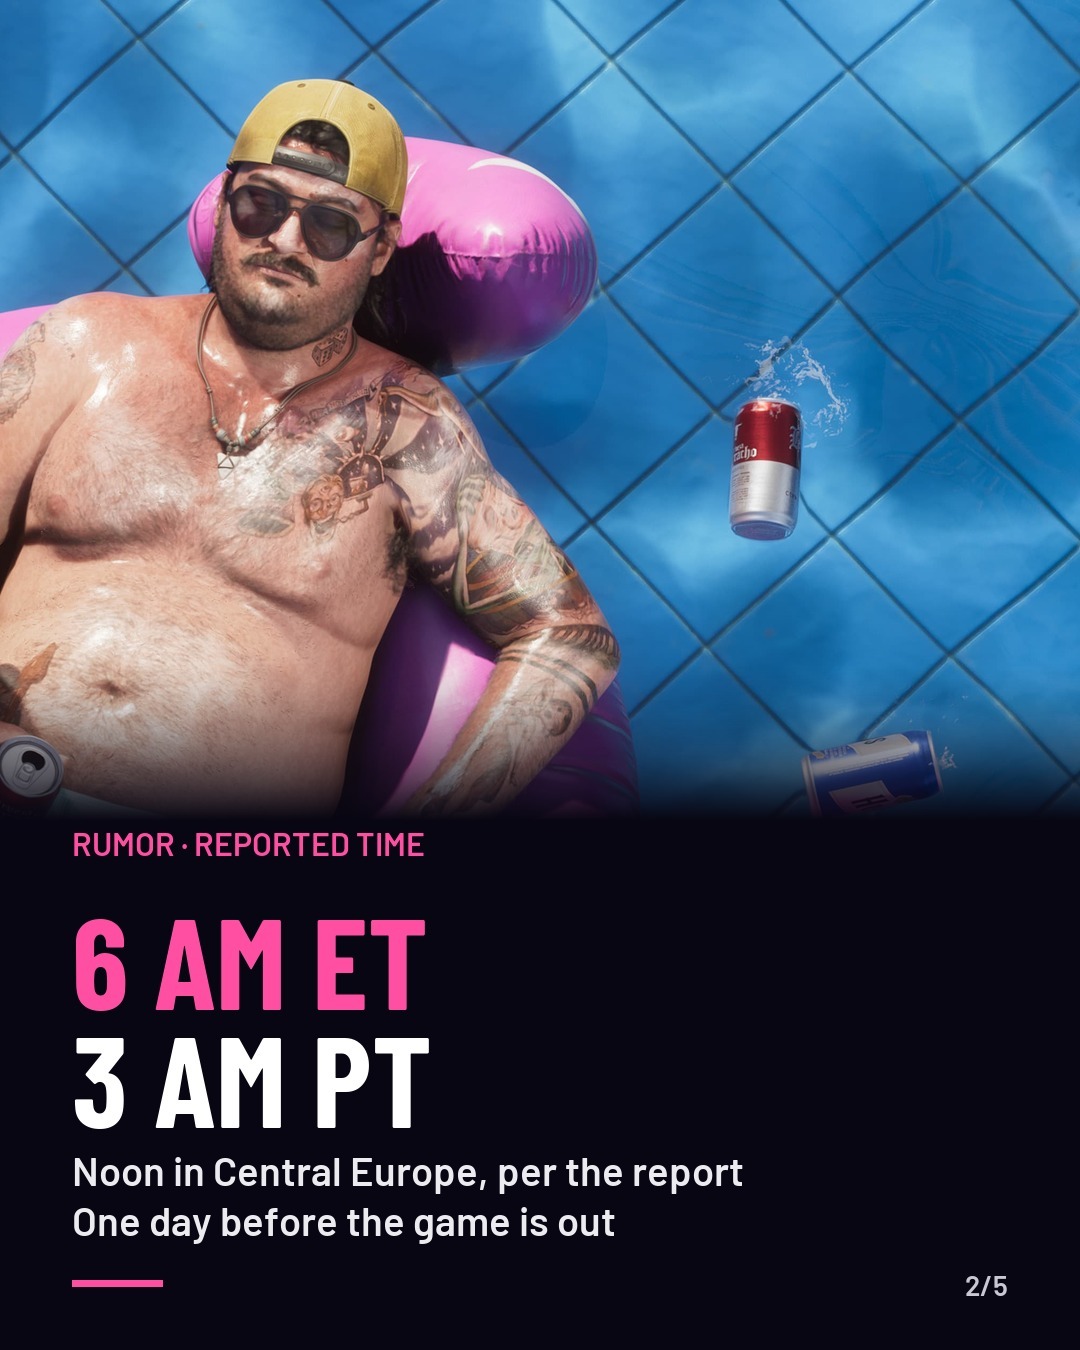 RUMOR · REPORTED TIME
6 AM ET
3 AM PT
Noon in Central Europe, per the report
One day before the game is out
2/5